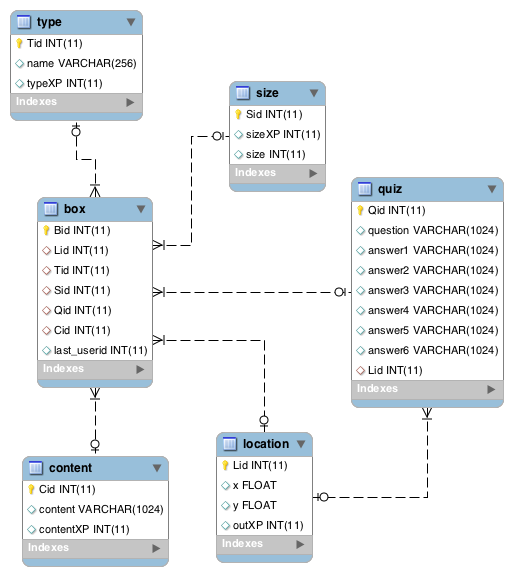 type
Tid INT(11)
name VARCHAR(256)
typeXP INT(11)
Indexes
size
Sid INT(11)
sizeXP INT(11)
size INT(11)
Indexes
box
Bid INT(11)
Lid INT(11)
Tid INT(11)
Sid INT(11)
Qid INT(11)
Cid INT(11)
last_userid INT(11)
Indexes
quiz
Qid INT(11)
question VARCHAR(1024)
answer1 VARCHAR(1024)
answer2 VARCHAR(1024)
answer3 VARCHAR(1024)
answer4 VARCHAR(1024)
answer5 VARCHAR(1024)
answer6 VARCHAR(1024)
Lid INT(11)
Indexes
content
Cid INT(11)
content VARCHAR(1024)
contentXP INT(11)
Indexes
location
Lid INT(11)
x FLOAT
y FLOAT
outXP INT(11)
Indexes